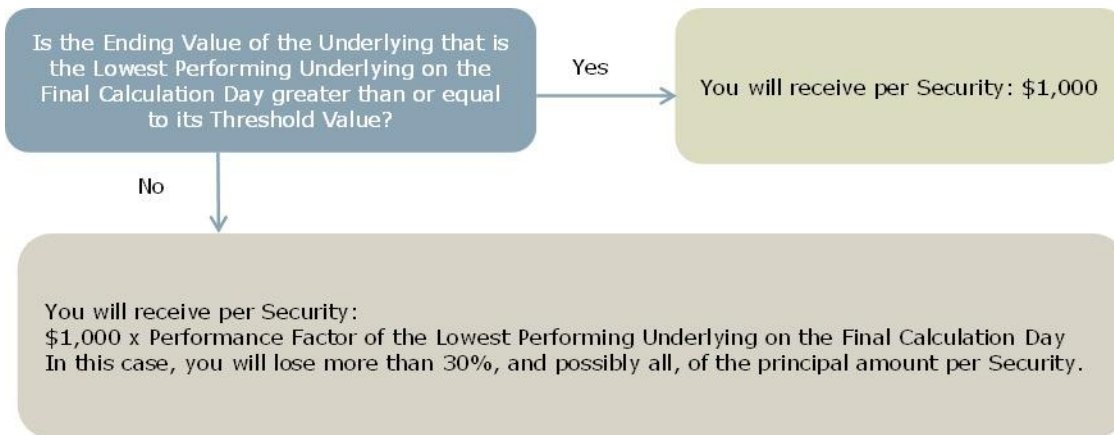 Is the Ending Value of the Underlying that is
the Lowest Performing Underlying on the
Final Calculation Day greater than or equal
to its Threshold Value?
Yes
You will receive per Security: $1,000
No
You will receive per Security:
$1,000 x Performance Factor of the Lowest Performing Underlying on the Final Calculation Day
In this case, you will lose more than 30%, and possibly all, of the principal amount per Security.